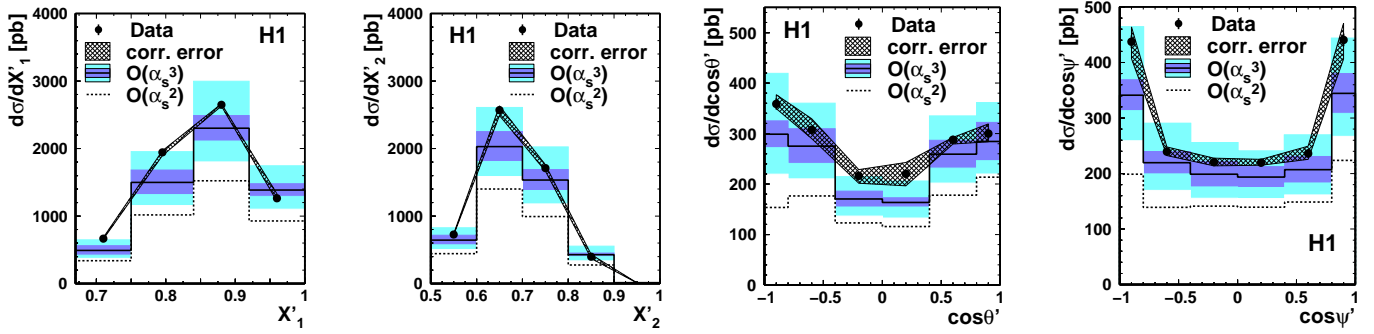 dσ/dX'₁ [pb]
4000
3000
2000
1000
0
0.7 0.8 0.9 1
X'₁
Data
corr. error
O(αₛ³)
O(αₛ²)
H1
dσ/dX'₂ [pb]
4000
3000
2000
1000
0
0.5 0.6 0.7 0.8 0.9 1
X'₂
H1
Data
corr. error
O(αₛ³)
O(αₛ²)
dσ/dcosθ' [pb]
500
400
300
200
100
0
-1 -0.5 0 0.5 1
cosθ'
H1
Data
corr. error
O(αₛ³)
O(αₛ²)
dσ/dcosψ' [pb]
500
450
400
350
300
250
200
150
100
50
0
-1 -0.5 0 0.5 1
cosψ'
Data
corr. error
O(αₛ³)
O(αₛ²)
H1